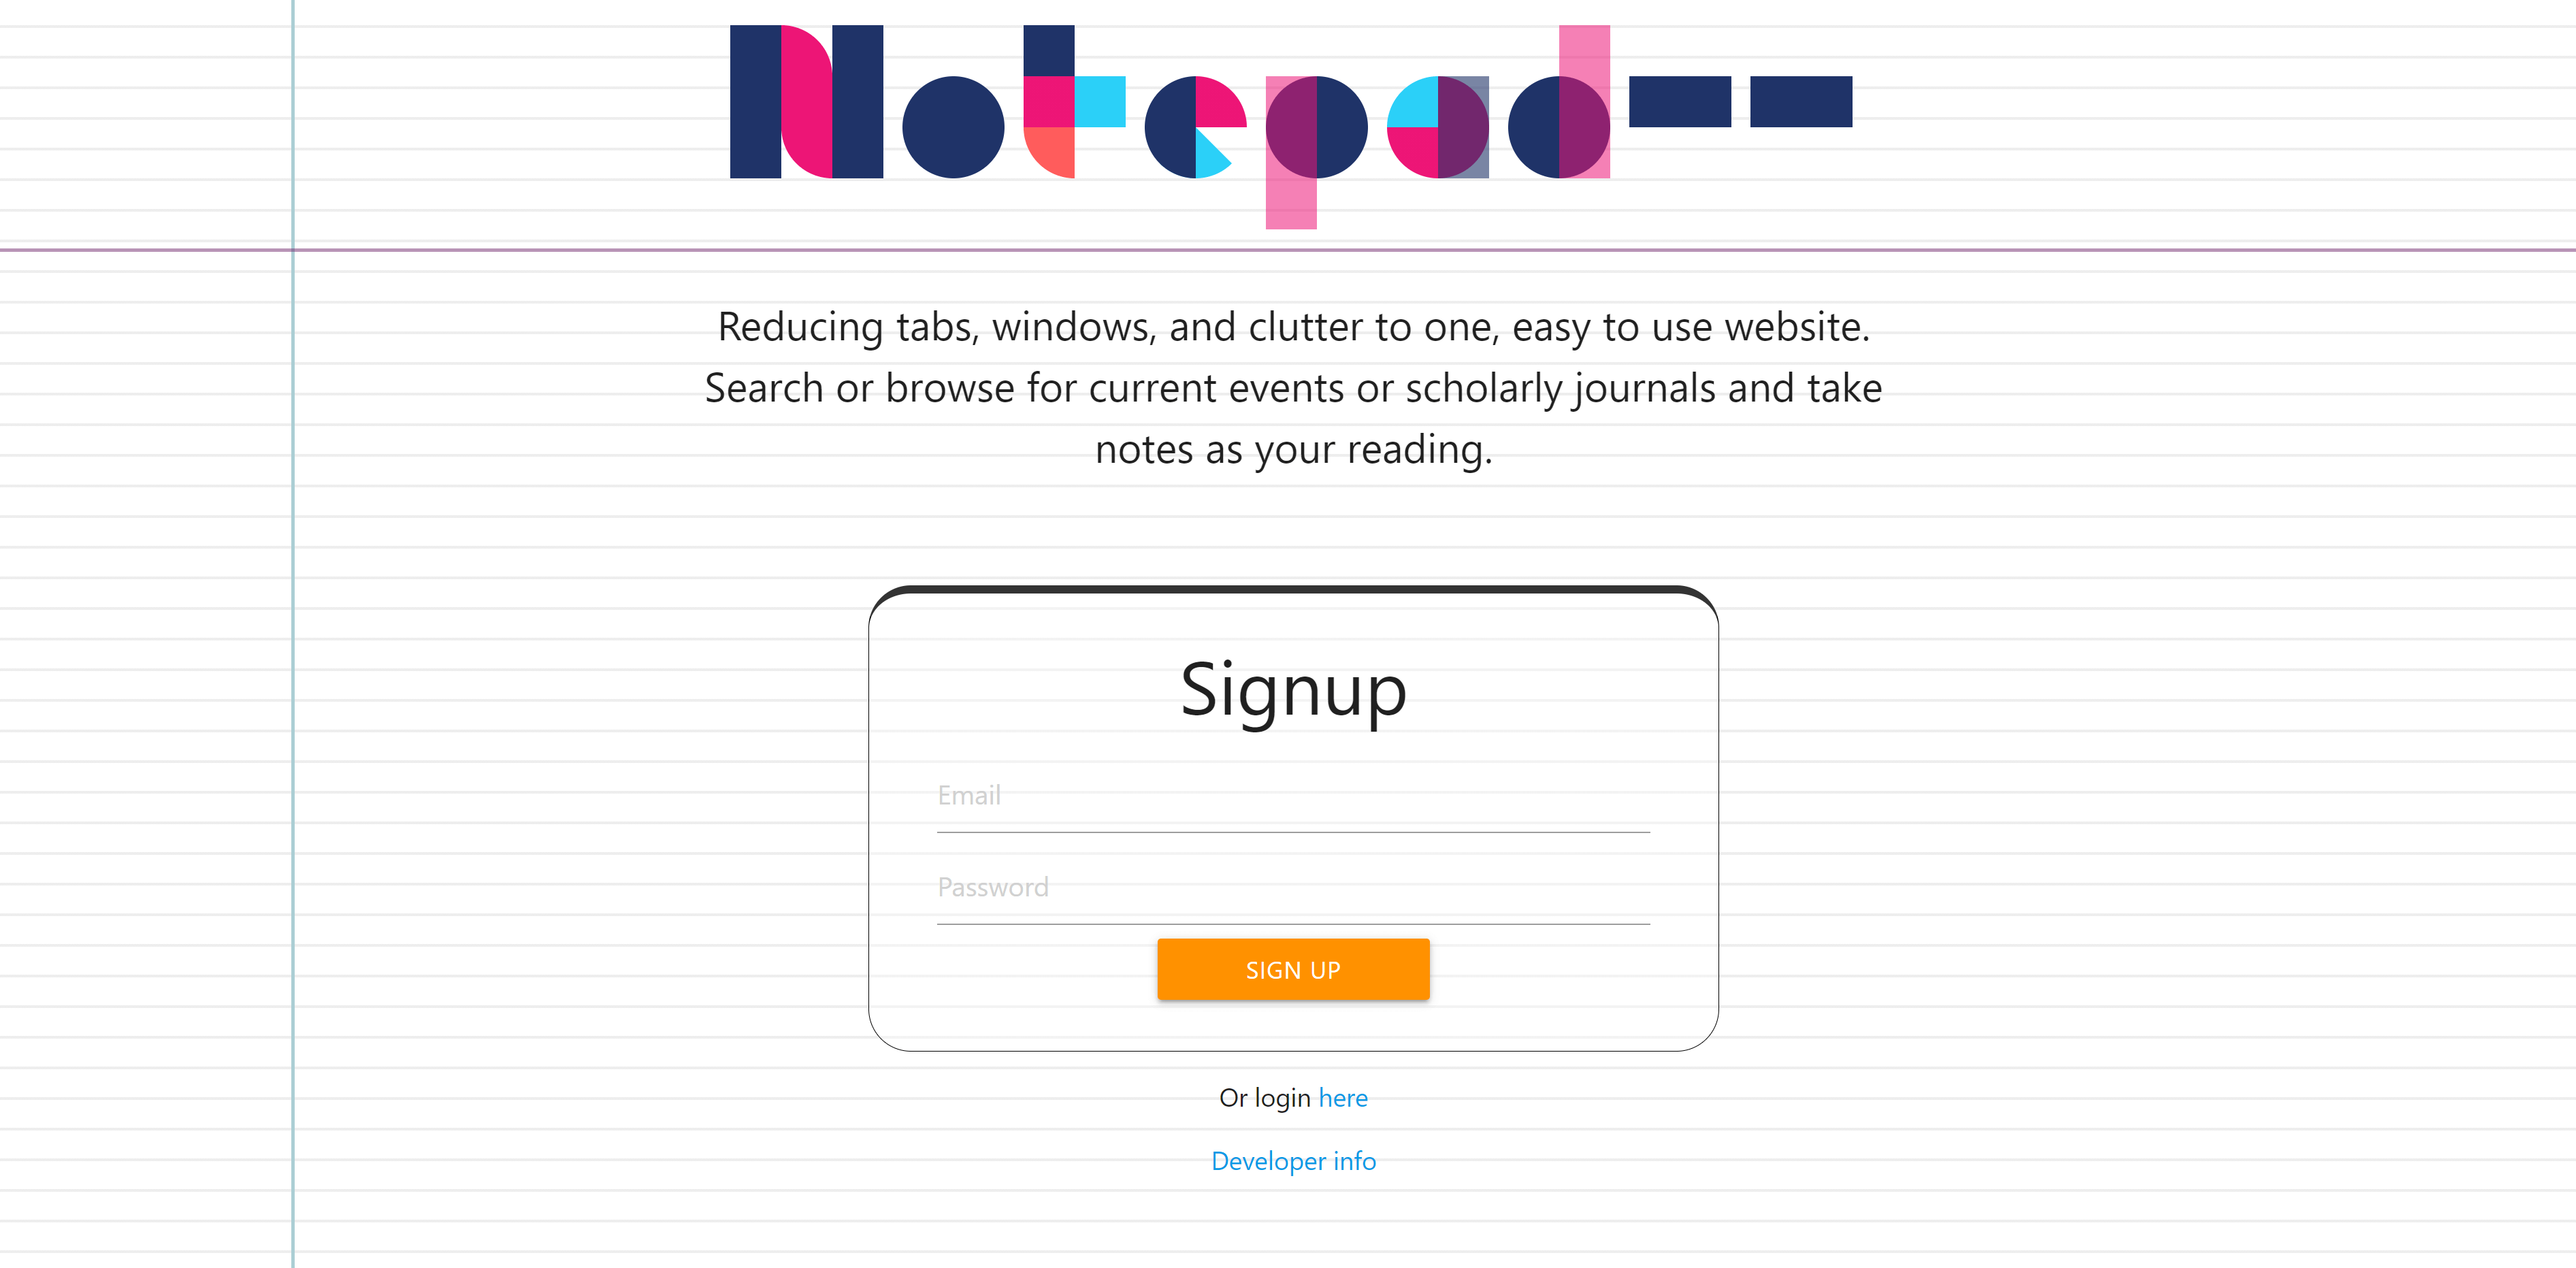 Notepad--
Reducing tabs, windows, and clutter to one, easy to use website.
Search or browse for current events or scholarly journals and take
notes as your reading.
Signup
Email
Password
SIGN UP
Or login here
Developer info